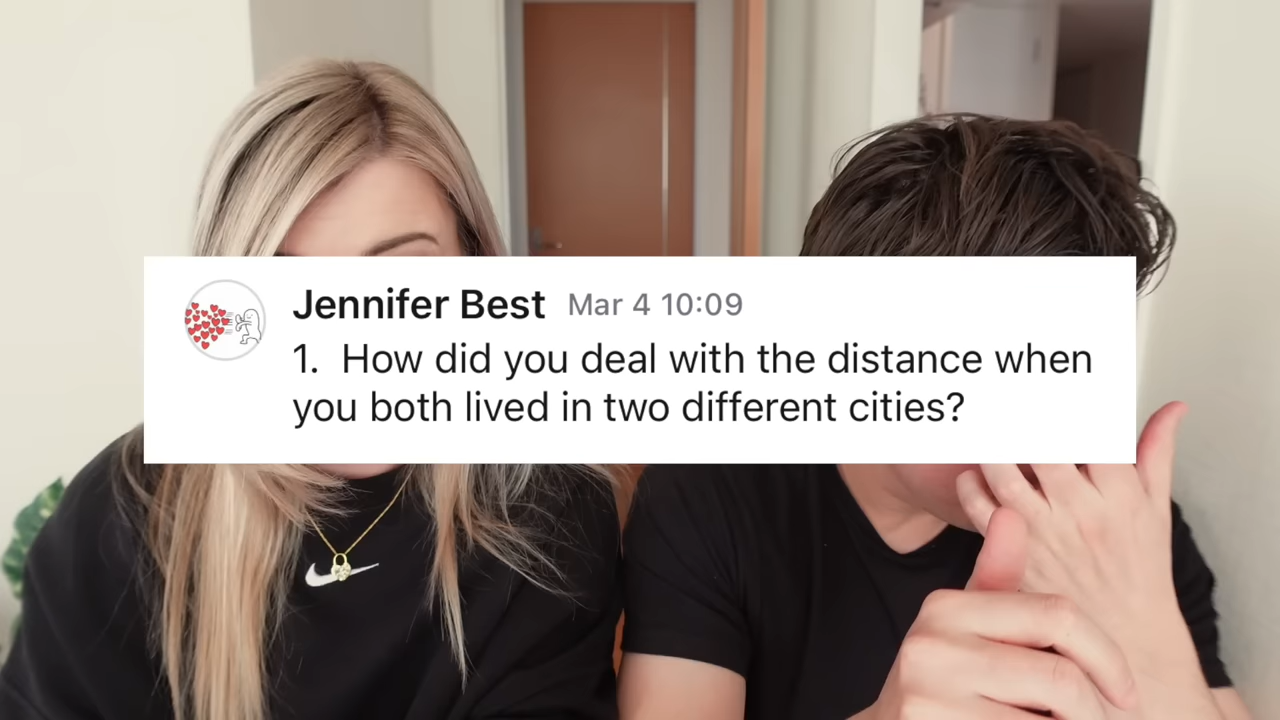 Jennifer Best Mar 4 10:09
1. How did you deal with the distance when
you both lived in two different cities?